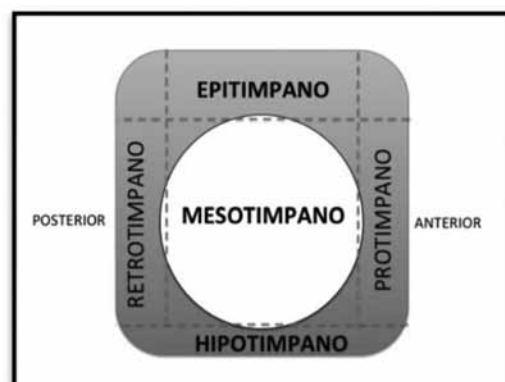 EPITIMPANO
RETROTIMPANO
PROTIMPANO
MESOTIMPANO
POSTERIOR
ANTERIOR
HIPOTIMPANO